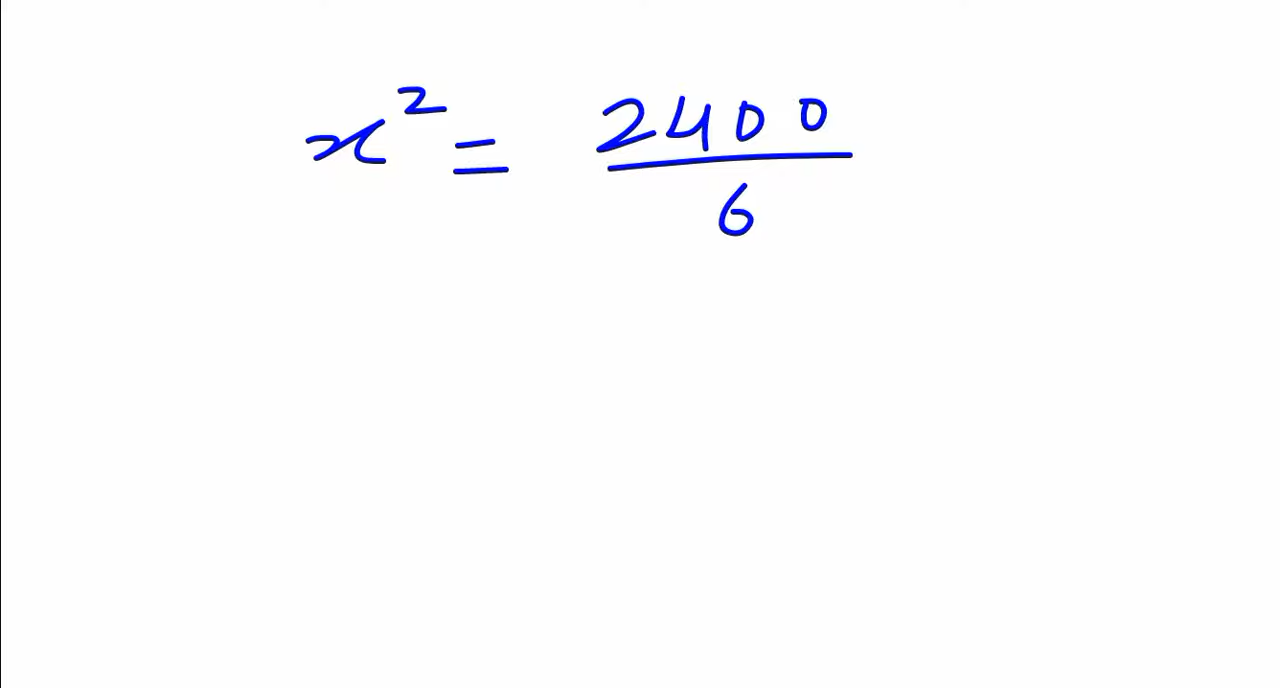 x² = 2400/6